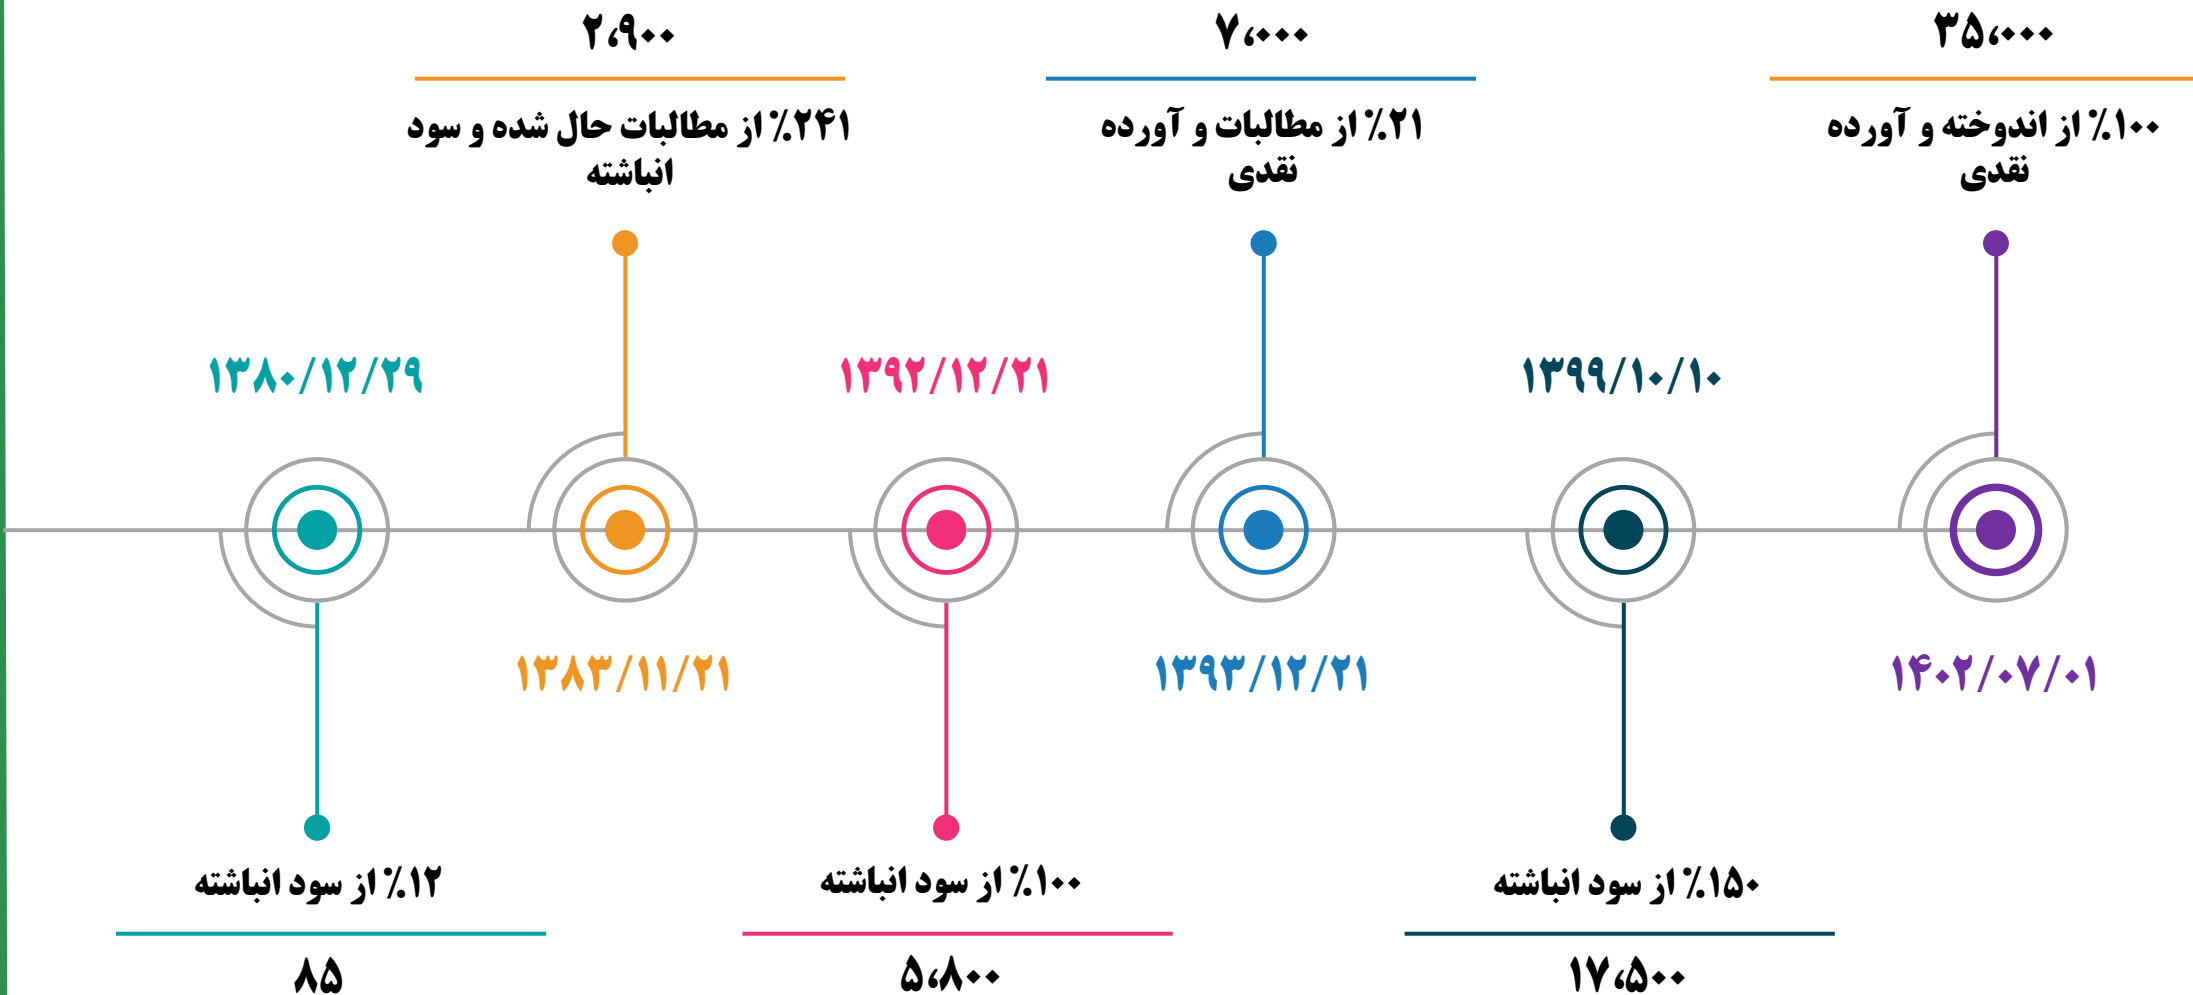 ۲،۹۰۰
۲۴۱٪ از مطالبات حال شده و سود
انباشته
۷،۰۰۰
۲۱٪ از مطالبات و آورده
نقدی
۳۵،۰۰۰
۱۰۰٪ از اندوخته و آورده
نقدی
۱۳۸۰/۱۲/۲۹
۱۳۹۲/۱۲/۲۱
۱۳۹۹/۱۰/۱۰
۱۳۸۳/۱۱/۲۱
۱۳۹۳/۱۲/۲۱
۱۴۰۲/۰۷/۰۱
۱۲٪ از سود انباشته
۸۵
۱۰۰٪ از سود انباشته
۵،۸۰۰
۱۵۰٪ از سود انباشته
۱۷،۵۰۰